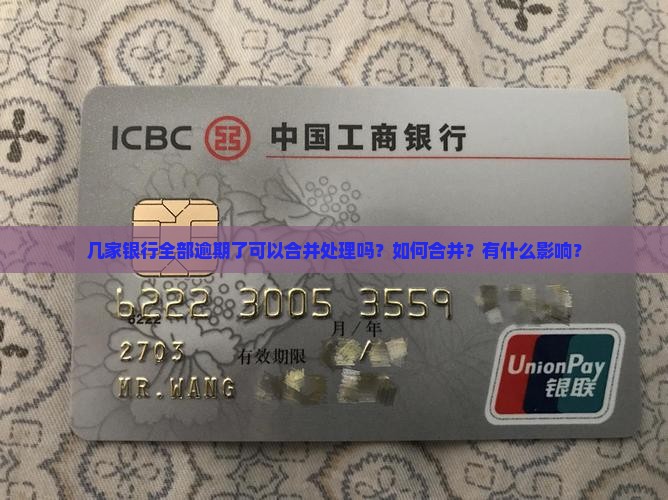 ICBC 中国工商银行
几家银行全部逾期了可以合并处理吗？如何合并？有什么影响？
6222 3005 3559
6222
月/年
2703 有效期限 /
MR.WANG
UnionPay
银联